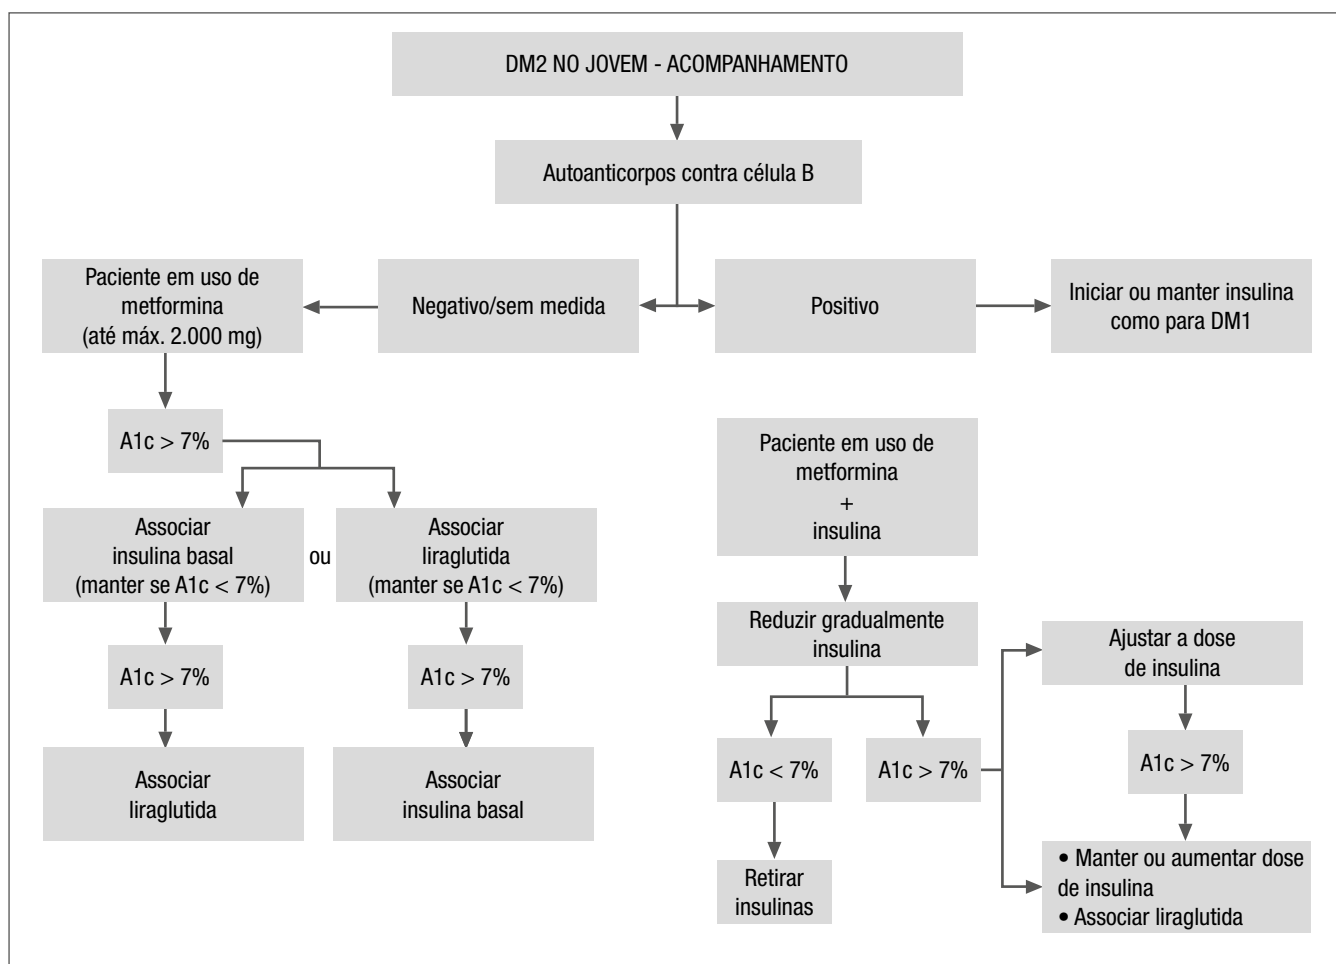 DM2 NO JOVEM - ACOMPANHAMENTO
Autoanticorpos contra célula B
Paciente em uso de
metformina
(até máx. 2.000 mg)
Negativo/sem medida
Positivo
Iniciar ou manter insulina
como para DM1
A1c > 7%
Associar
insulina basal
(manter se A1c < 7%)
ou
Associar
liraglutida
(manter se A1c < 7%)
A1c > 7%
A1c > 7%
Associar
liraglutida
Associar
insulina basal
Paciente em uso de
metformina
+
insulina
Reduzir gradualmente
insulina
A1c < 7%
A1c > 7%
Retirar
insulinas
Ajustar a dose
de insulina
A1c > 7%
• Manter ou aumentar dose
de insulina
• Associar liraglutida